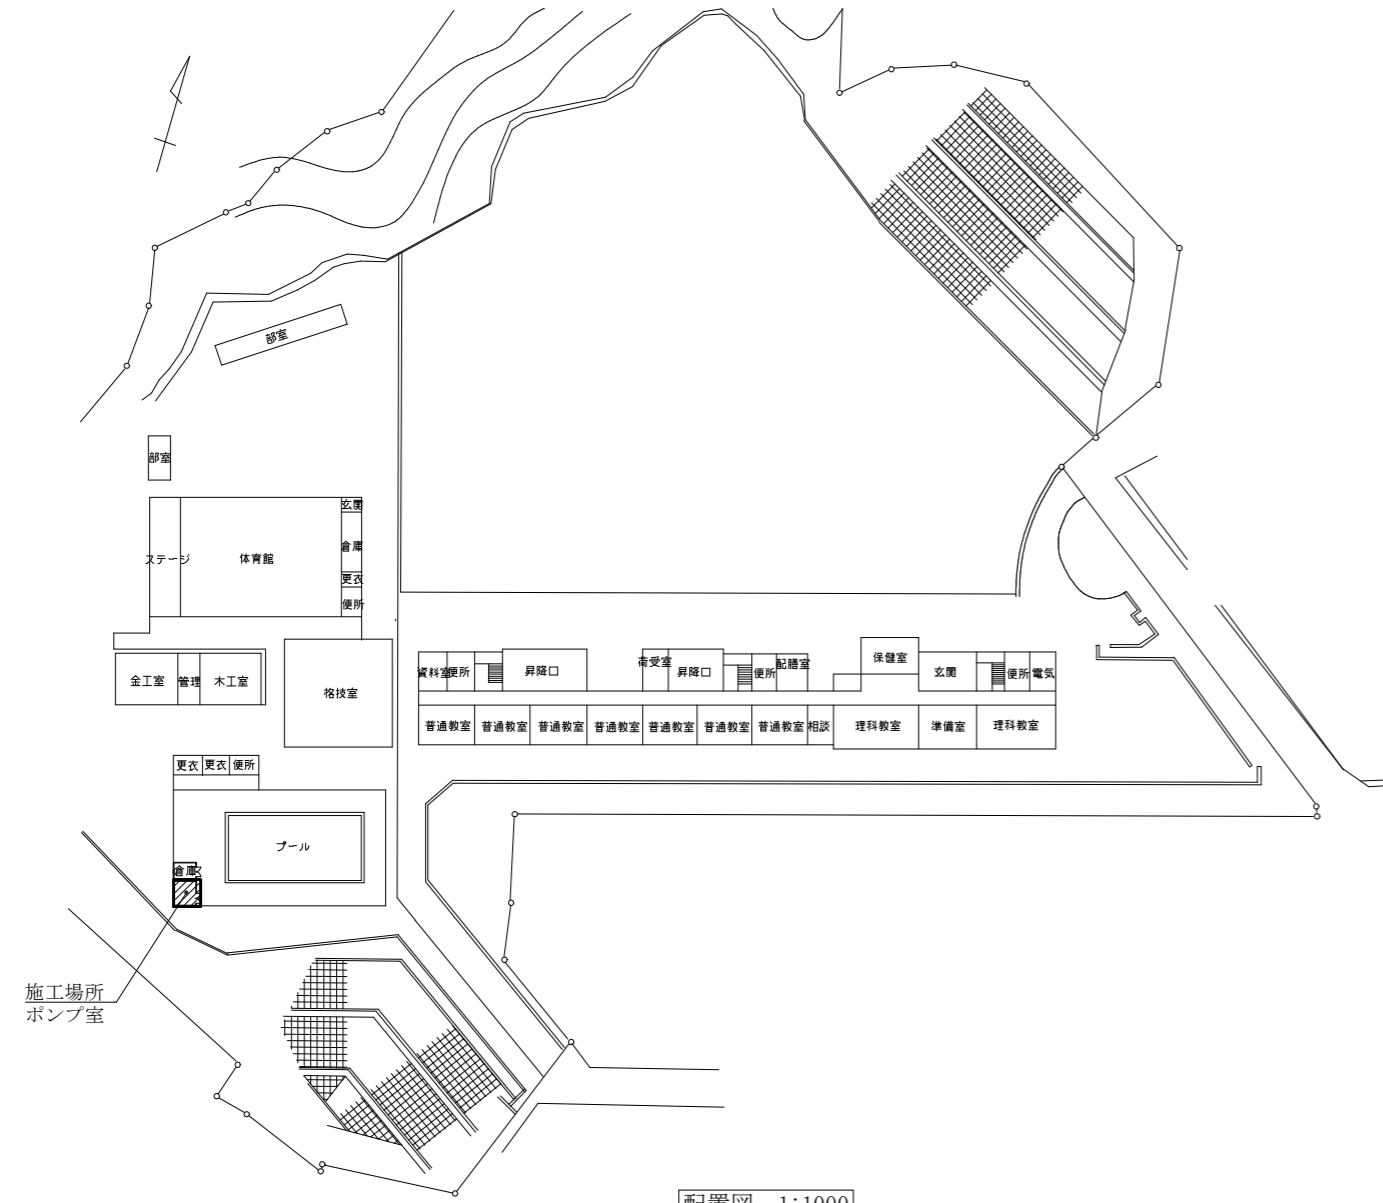 部室
部室
玄関
ステージ
体育館
倉庫
更衣
便所
金工室
管理
木工室
格技室
資料室
便所
昇降口
荷受室
昇降口
便所
配膳室
保健室
玄関
便所
電気
普通教室
普通教室
普通教室
普通教室
普通教室
普通教室
普通教室
相談
理科教室
準備室
理科教室
更衣
更衣
便所
プール
倉庫
施工場所
ポンプ室
配置図 1:1000